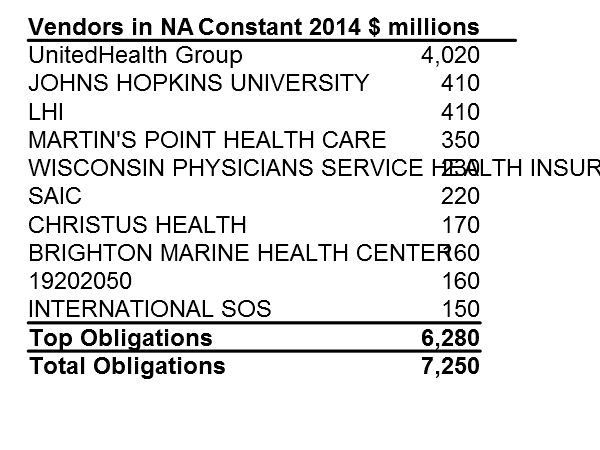 Vendors in NA Constant 2014 $ millions
UnitedHealth Group 4,020
JOHNS HOPKINS UNIVERSITY 410
LHI 410
MARTIN'S POINT HEALTH CARE 350
WISCONSIN PHYSICIANS SERVICE HEALTH INSUR 230
SAIC 220
CHRISTUS HEALTH 170
BRIGHTON MARINE HEALTH CENTER 160
19202050 160
INTERNATIONAL SOS 150
Top Obligations 6,280
Total Obligations 7,250